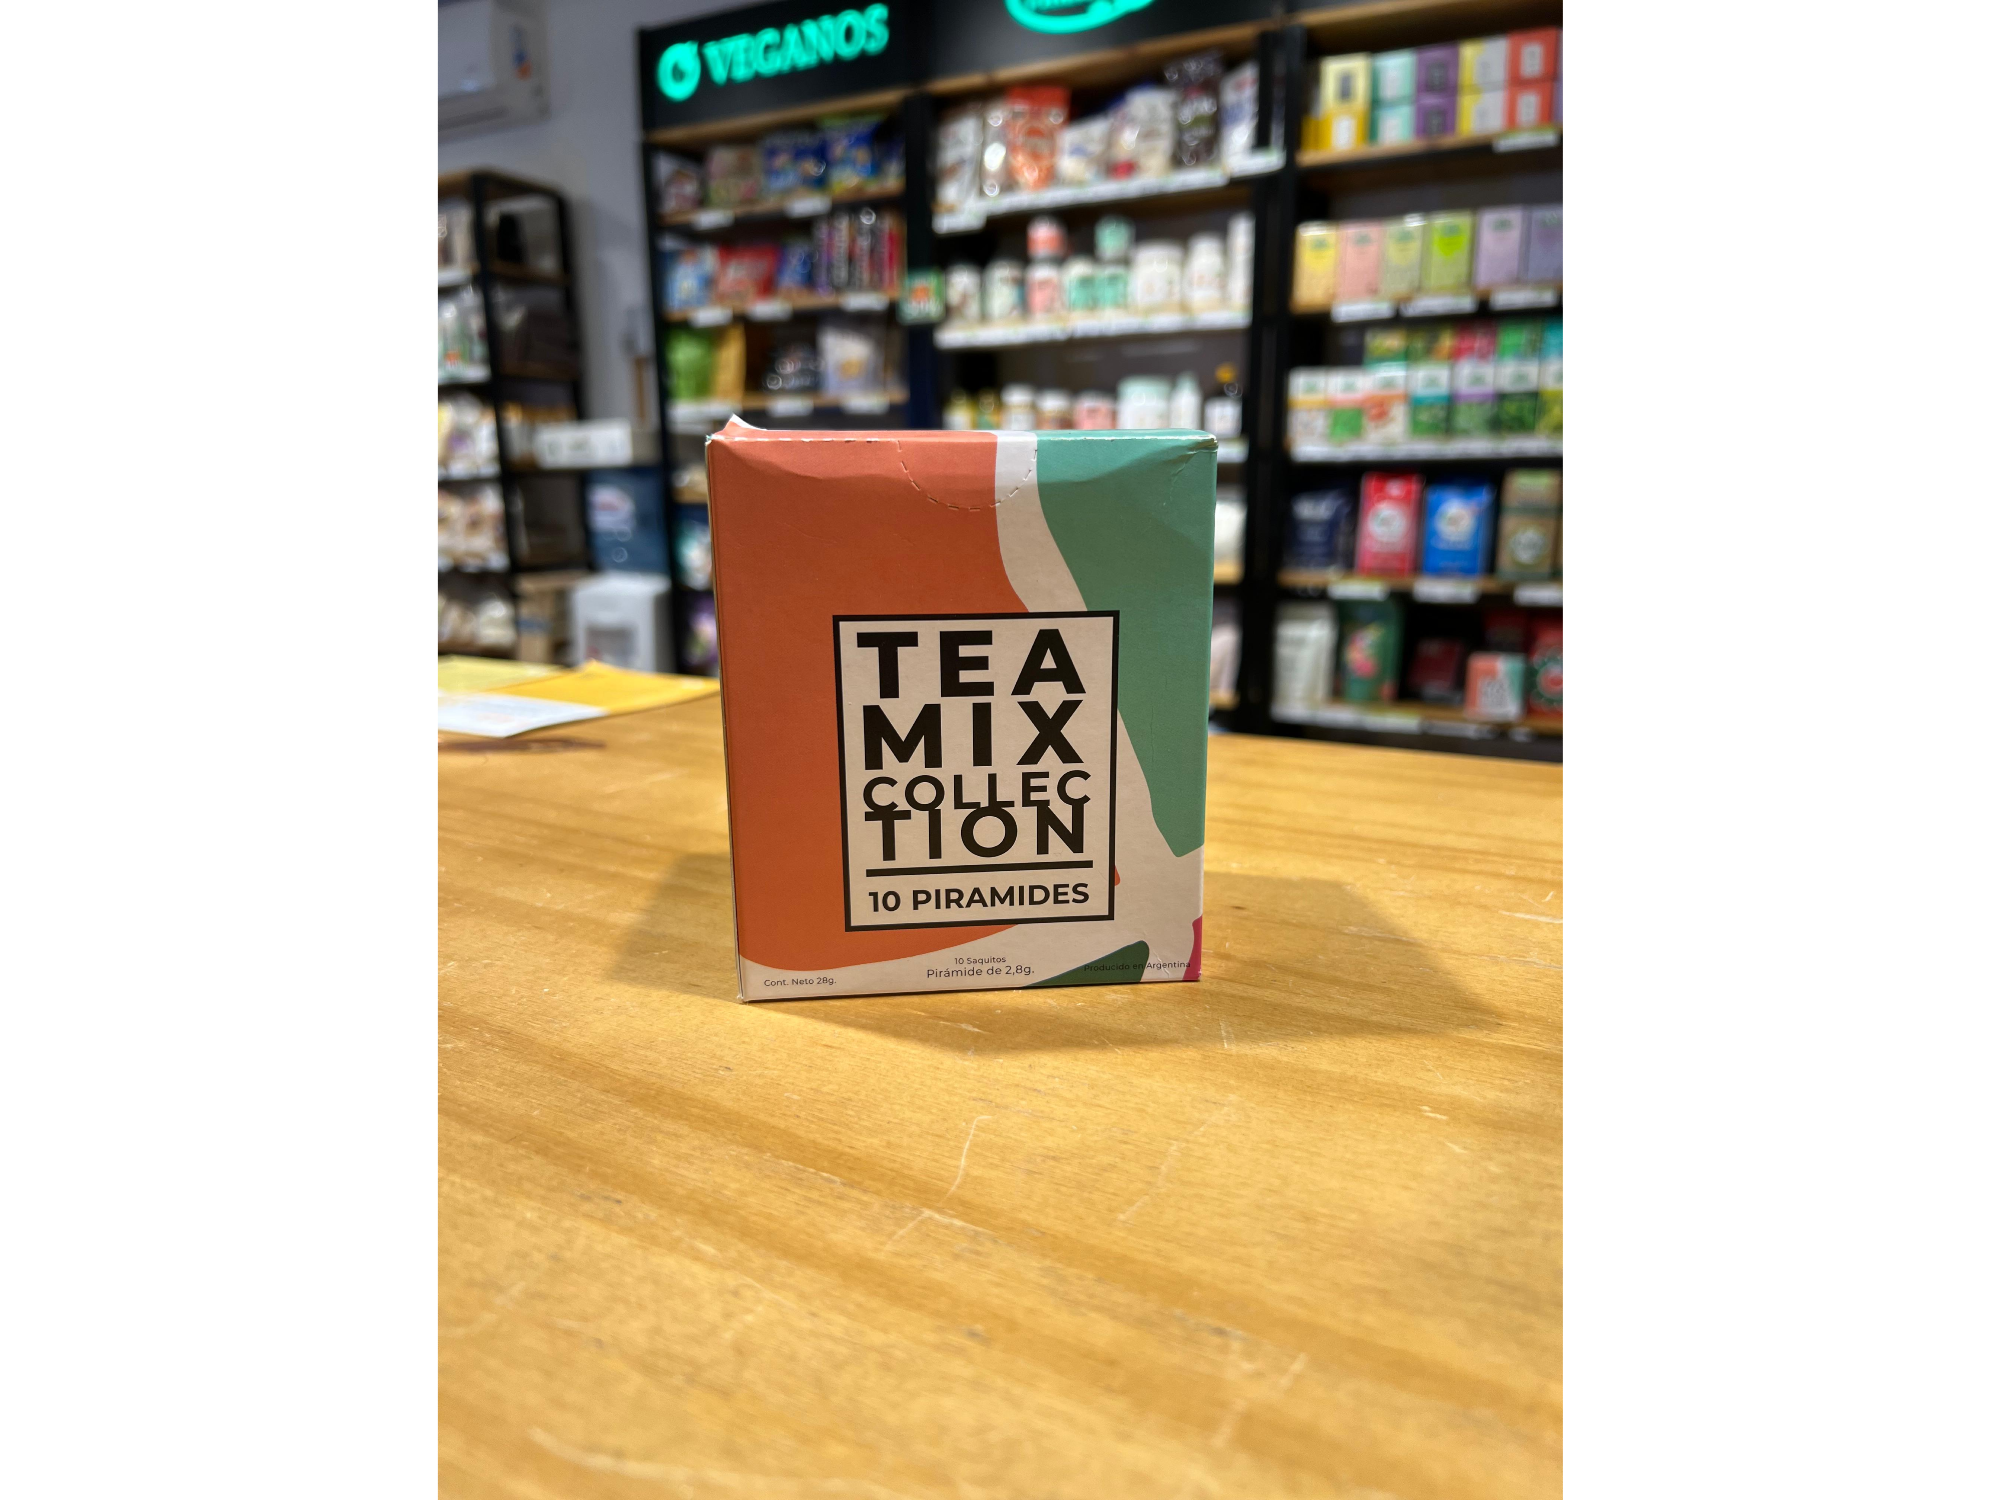 VEGANOS
TEA
MIX
COLLEC
TION
10 PIRAMIDES
Cont. Neto 28g.
10 Saquitos
Pirámide de 2,8g.
Producido en Argentina